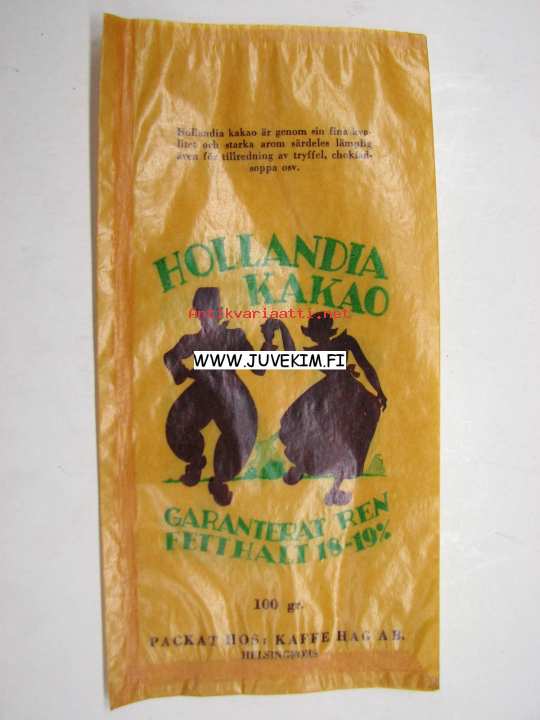 Hollandia kakao är genom sin fina kva-
litet och starka arom särdeles lämplig
även för tillredning av tryffel, choklad-
soppa osv.
HOLLANDIA
KAKAO
Antikvariaatti.net
WWW.JUVEKIM.FI
GARANTERAT REN
FETTHALT 18-19%
100 gr.
PACKAT HOS: KAFFE HAG AB.
HELSINGFORS